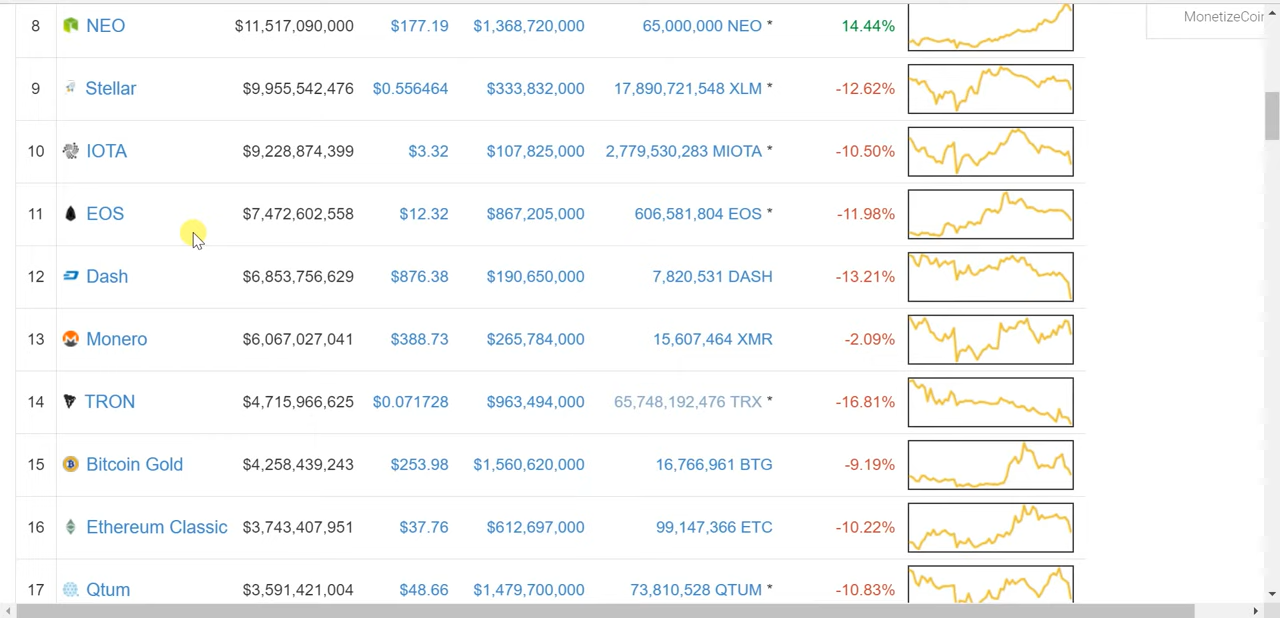 MonetizeCoin
8 NEO $11,517,090,000 $177.19 $1,368,720,000 65,000,000 NEO * 14.44%
9 Stellar $9,955,542,476 $0.556464 $333,832,000 17,890,721,548 XLM * -12.62%
10 IOTA $9,228,874,399 $3.32 $107,825,000 2,779,530,283 MIOTA * -10.50%
11 EOS $7,472,602,558 $12.32 $867,205,000 606,581,804 EOS * -11.98%
12 Dash $6,853,756,629 $876.38 $190,650,000 7,820,531 DASH -13.21%
13 Monero $6,067,027,041 $388.73 $265,784,000 15,607,464 XMR -2.09%
14 TRON $4,715,966,625 $0.071728 $963,494,000 65,748,192,476 TRX * -16.81%
15 Bitcoin Gold $4,258,439,243 $253.98 $1,560,620,000 16,766,961 BTG -9.19%
16 Ethereum Classic $3,743,407,951 $37.76 $612,697,000 99,147,366 ETC -10.22%
17 Qtum $3,591,421,004 $48.66 $1,479,700,000 73,810,528 QTUM * -10.83%